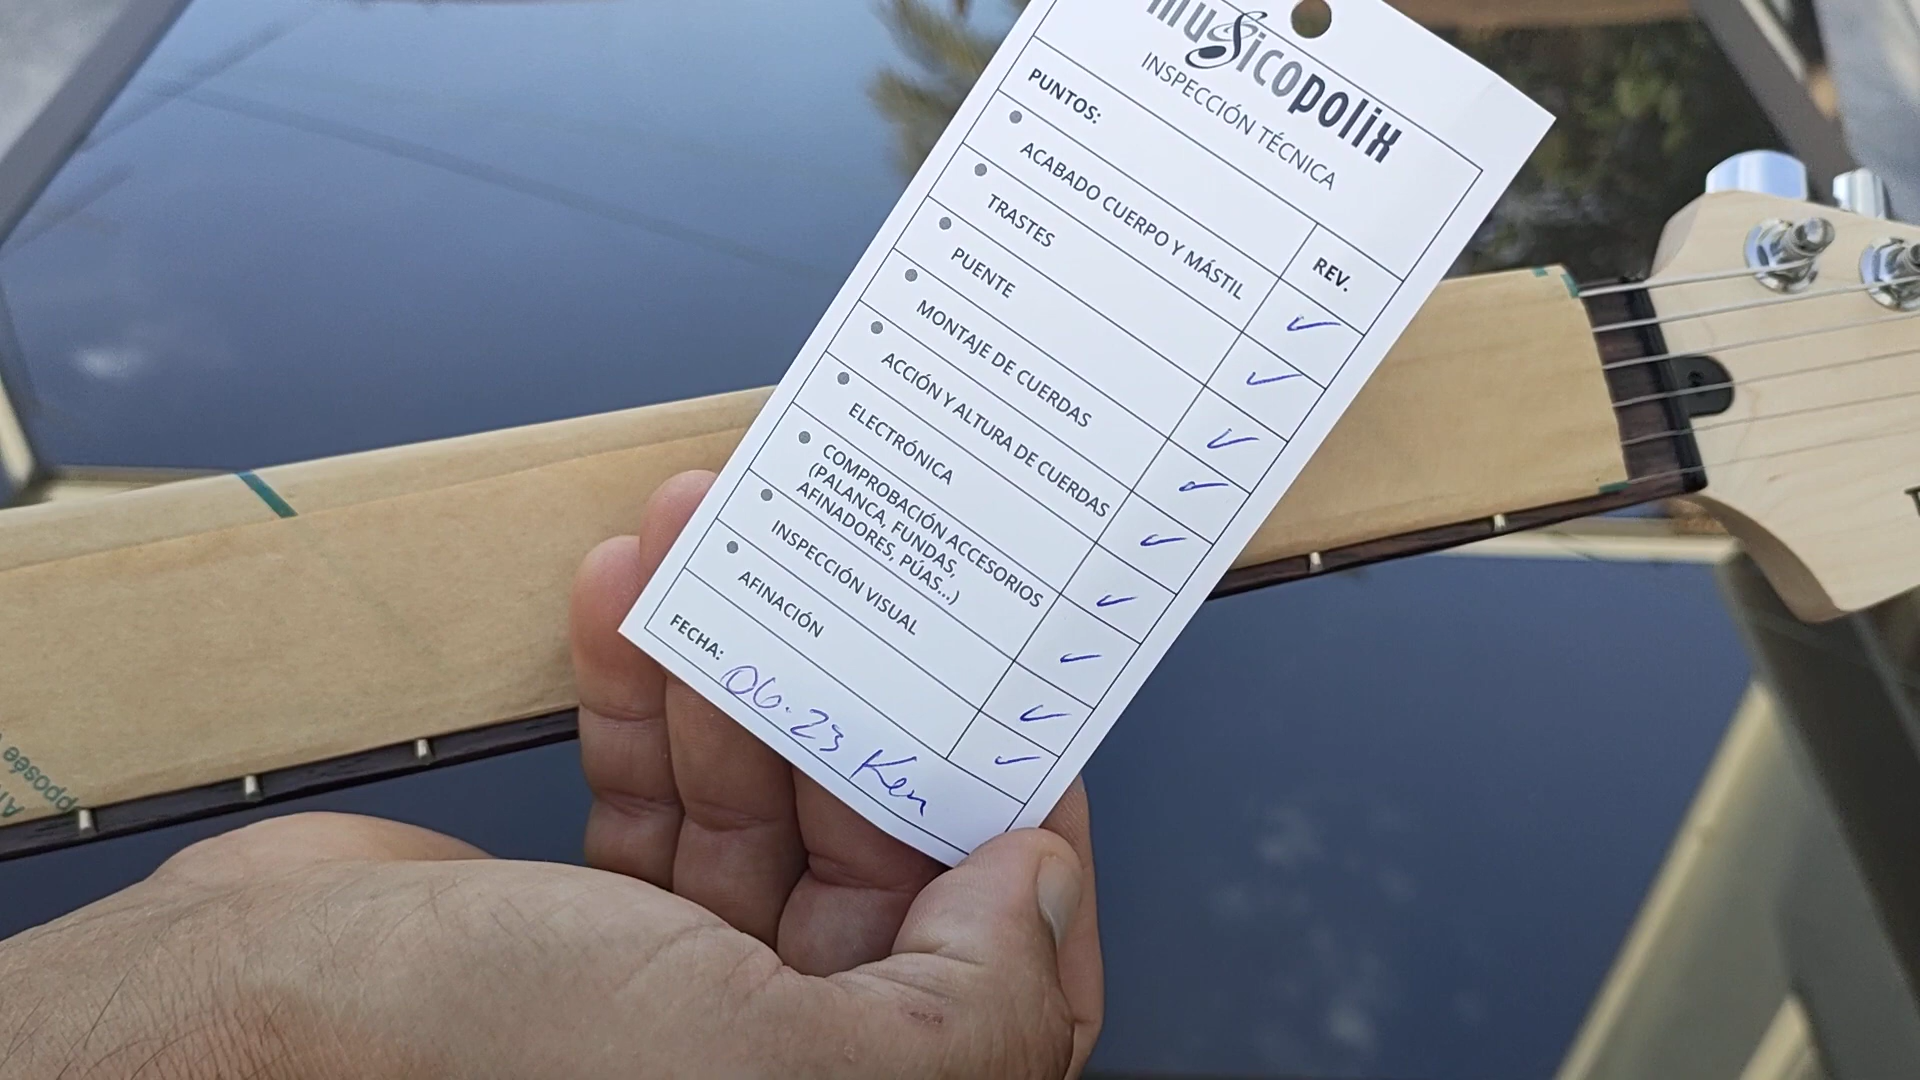 musicopolix
INSPECCIÓN TÉCNICA
PUNTOS:
REV.
ACABADO CUERPO Y MÁSTIL
TRASTES
PUENTE
MONTAJE DE CUERDAS
ACCIÓN Y ALTURA DE CUERDAS
ELECTRÓNICA
COMPROBACIÓN ACCESORIOS
(PALANCA, FUNDAS,
AFINADORES, PÚAS...)
INSPECCIÓN VISUAL
AFINACIÓN
FECHA: 06.23 Ken